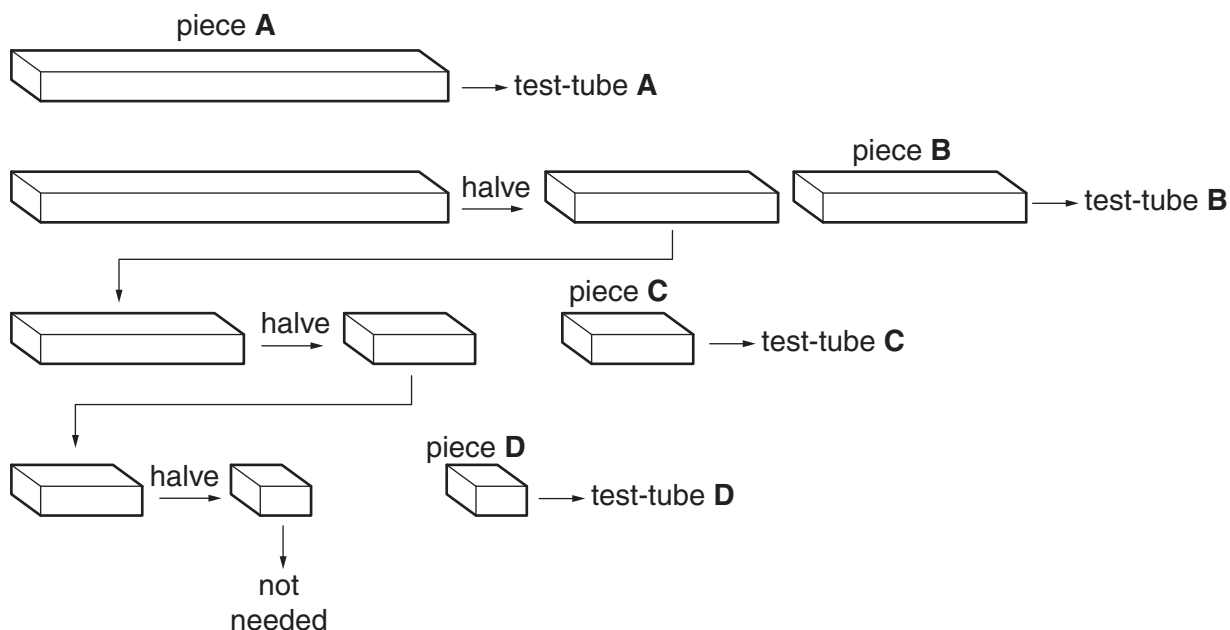 piece A
test-tube A
piece B
halve
test-tube B
piece C
halve
test-tube C
piece D
halve
test-tube D
not
needed